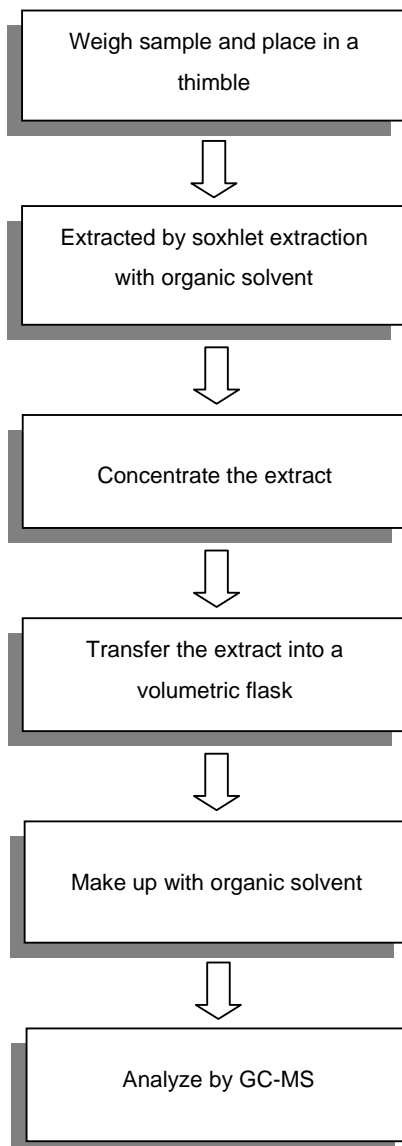 Weigh sample and place in a
thimble
Extracted by soxhlet extraction
with organic solvent
Concentrate the extract
Transfer the extract into a
volumetric flask
Make up with organic solvent
Analyze by GC-MS